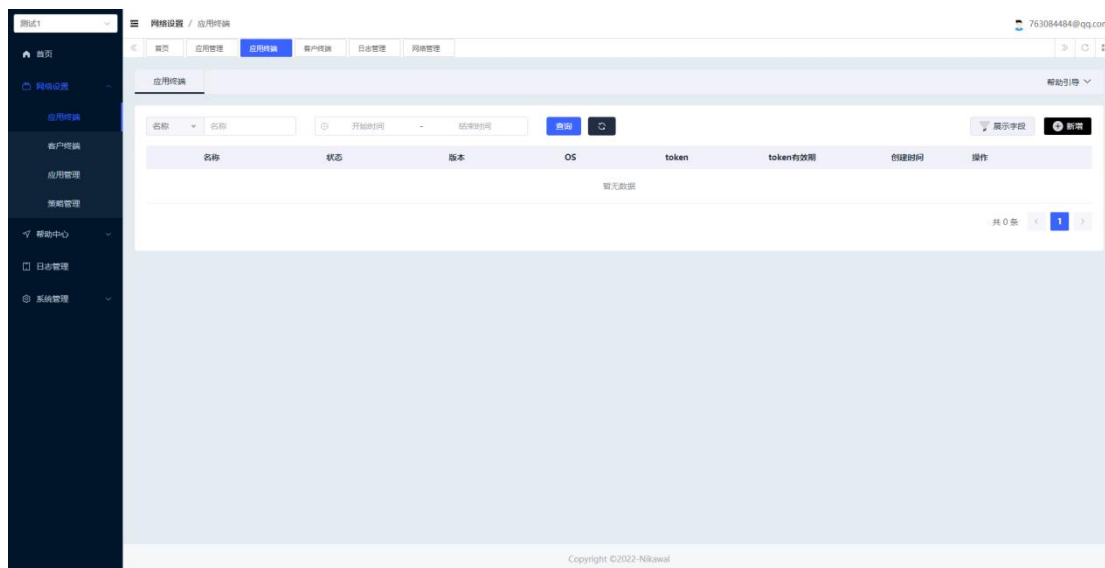 测试1
网络设置 / 应用终端
763084484@qq.com
首页
应用管理
应用终端
客户终端
日志管理
网络管理
首页
网络设置
应用终端
客户终端
应用管理
策略管理
帮助中心
日志管理
系统管理
应用终端
帮助引导
名称
名称
开始时间 - 结束时间
查询
展示字段
新增
名称 状态 版本 OS token token有效期 创建时间 操作
暂无数据
共 0 条
1
Copyright ©2022-Nikawai